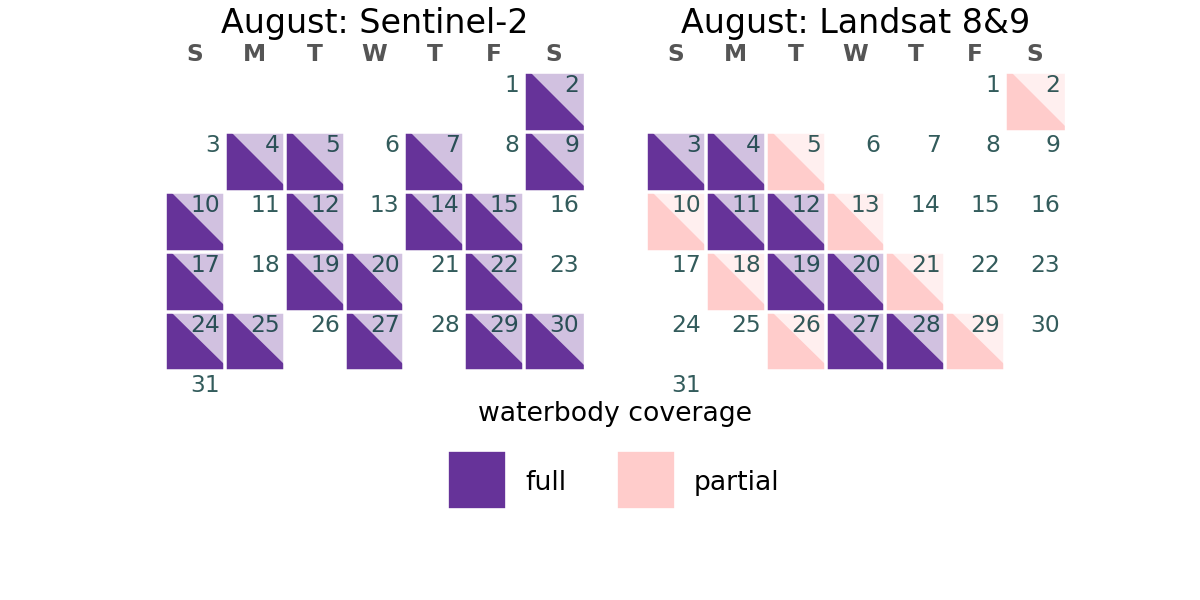 August: Sentinel-2
S M T W T F S
1 2
3 4 5 6 7 8 9
10 11 12 13 14 15 16
17 18 19 20 21 22 23
24 25 26 27 28 29 30
31
August: Landsat 8&9
S M T W T F S
1 2
3 4 5 6 7 8 9
10 11 12 13 14 15 16
17 18 19 20 21 22 23
24 25 26 27 28 29 30
31
waterbody coverage
full
partial